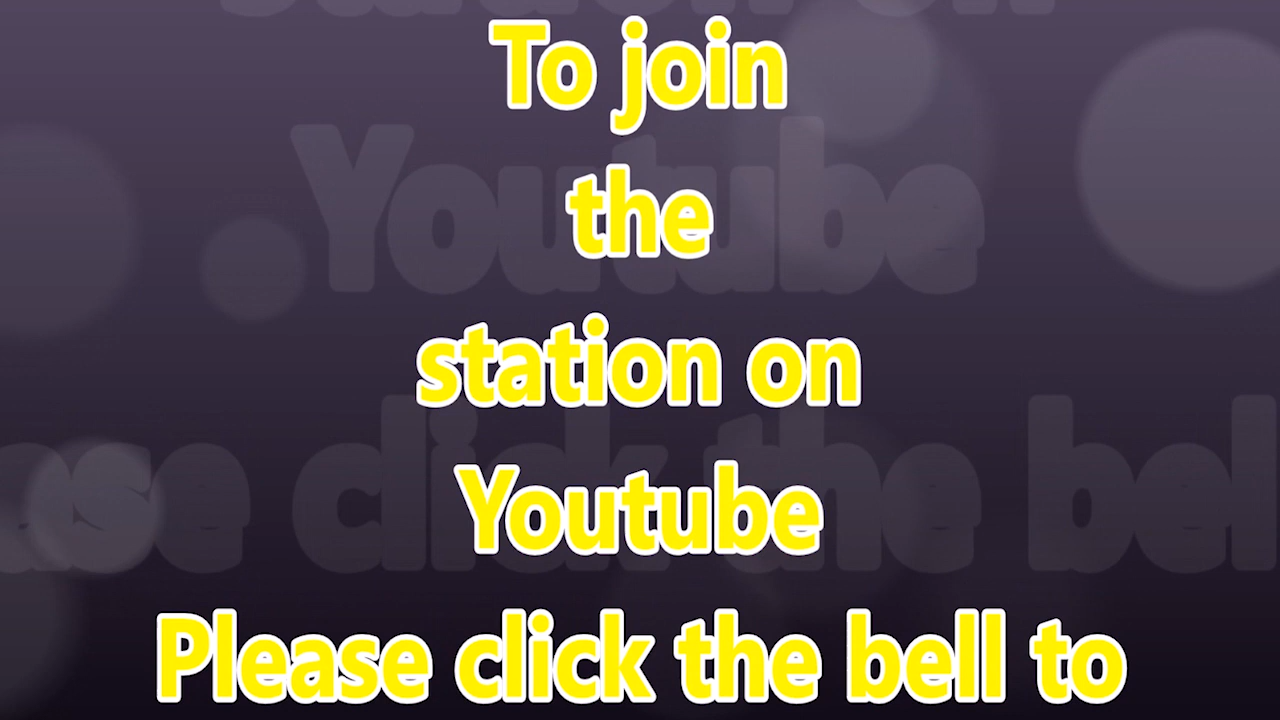 To join
the
station on
Youtube
Please click the bell to